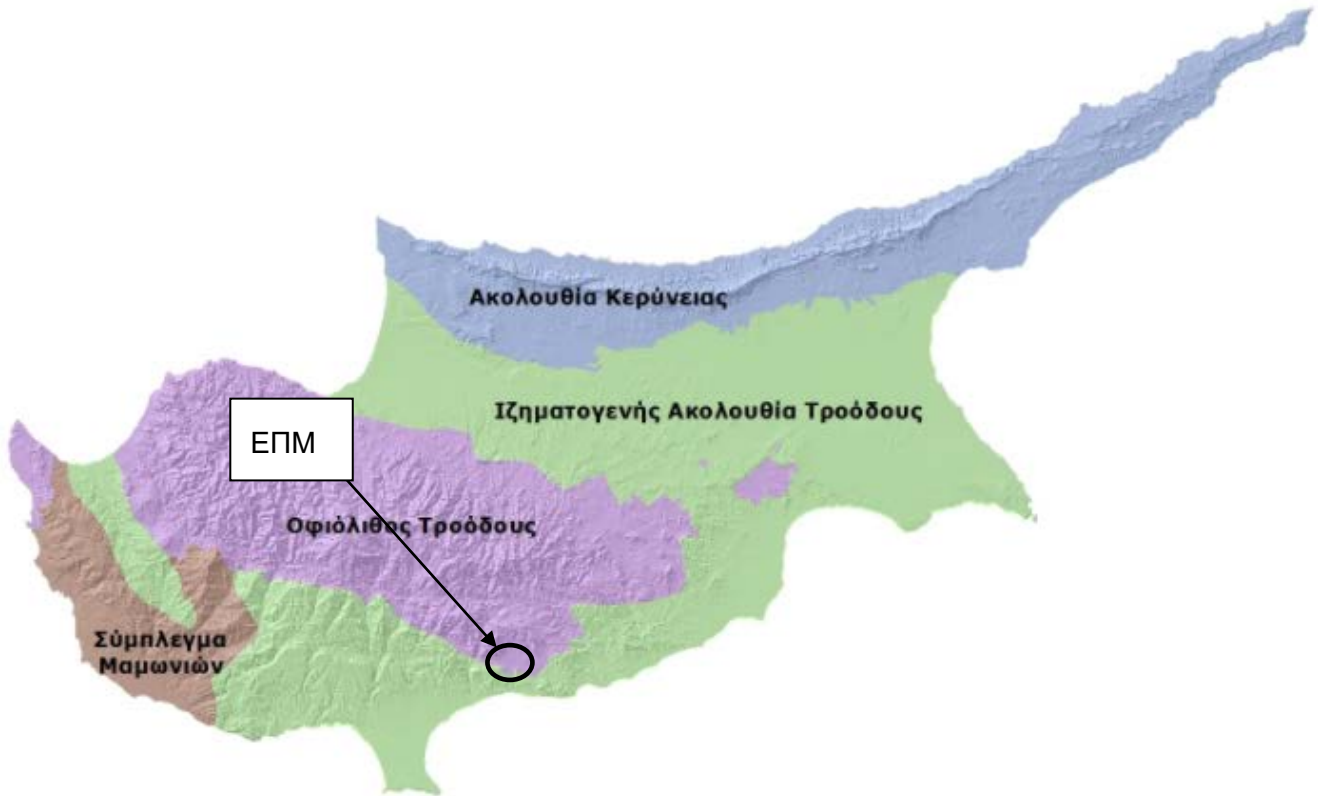 Ακολουθία Κερύνειας
Ιζηματογενής Ακολουθία Τροόδους
ΕΠΜ
Οφιόλιθος Τροόδους
Σύμπλεγμα
Μαμωνιών